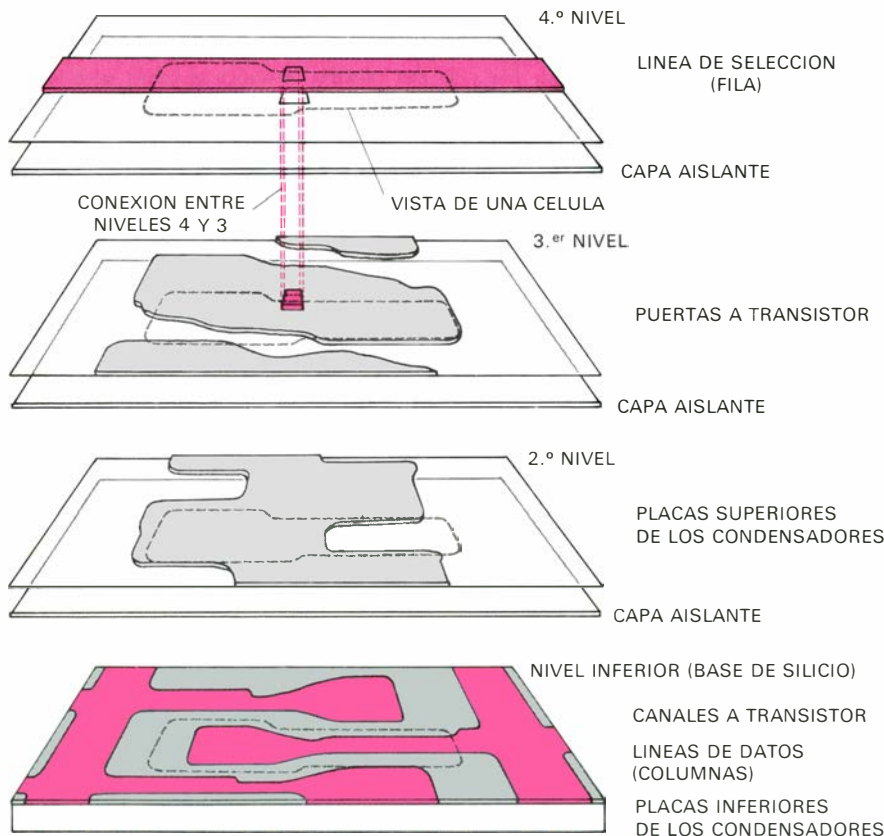 4.º NIVEL
LINEA DE SELECCION
(FILA)
CAPA AISLANTE
CONEXION ENTRE
NIVELES 4 Y 3
VISTA DE UNA CELULA
3.er NIVEL
PUERTAS A TRANSISTOR
CAPA AISLANTE
2.º NIVEL
PLACAS SUPERIORES
DE LOS CONDENSADORES
CAPA AISLANTE
NIVEL INFERIOR (BASE DE SILICIO)
CANALES A TRANSISTOR
LINEAS DE DATOS
(COLUMNAS)
PLACAS INFERIORES
DE LOS CONDENSADORES